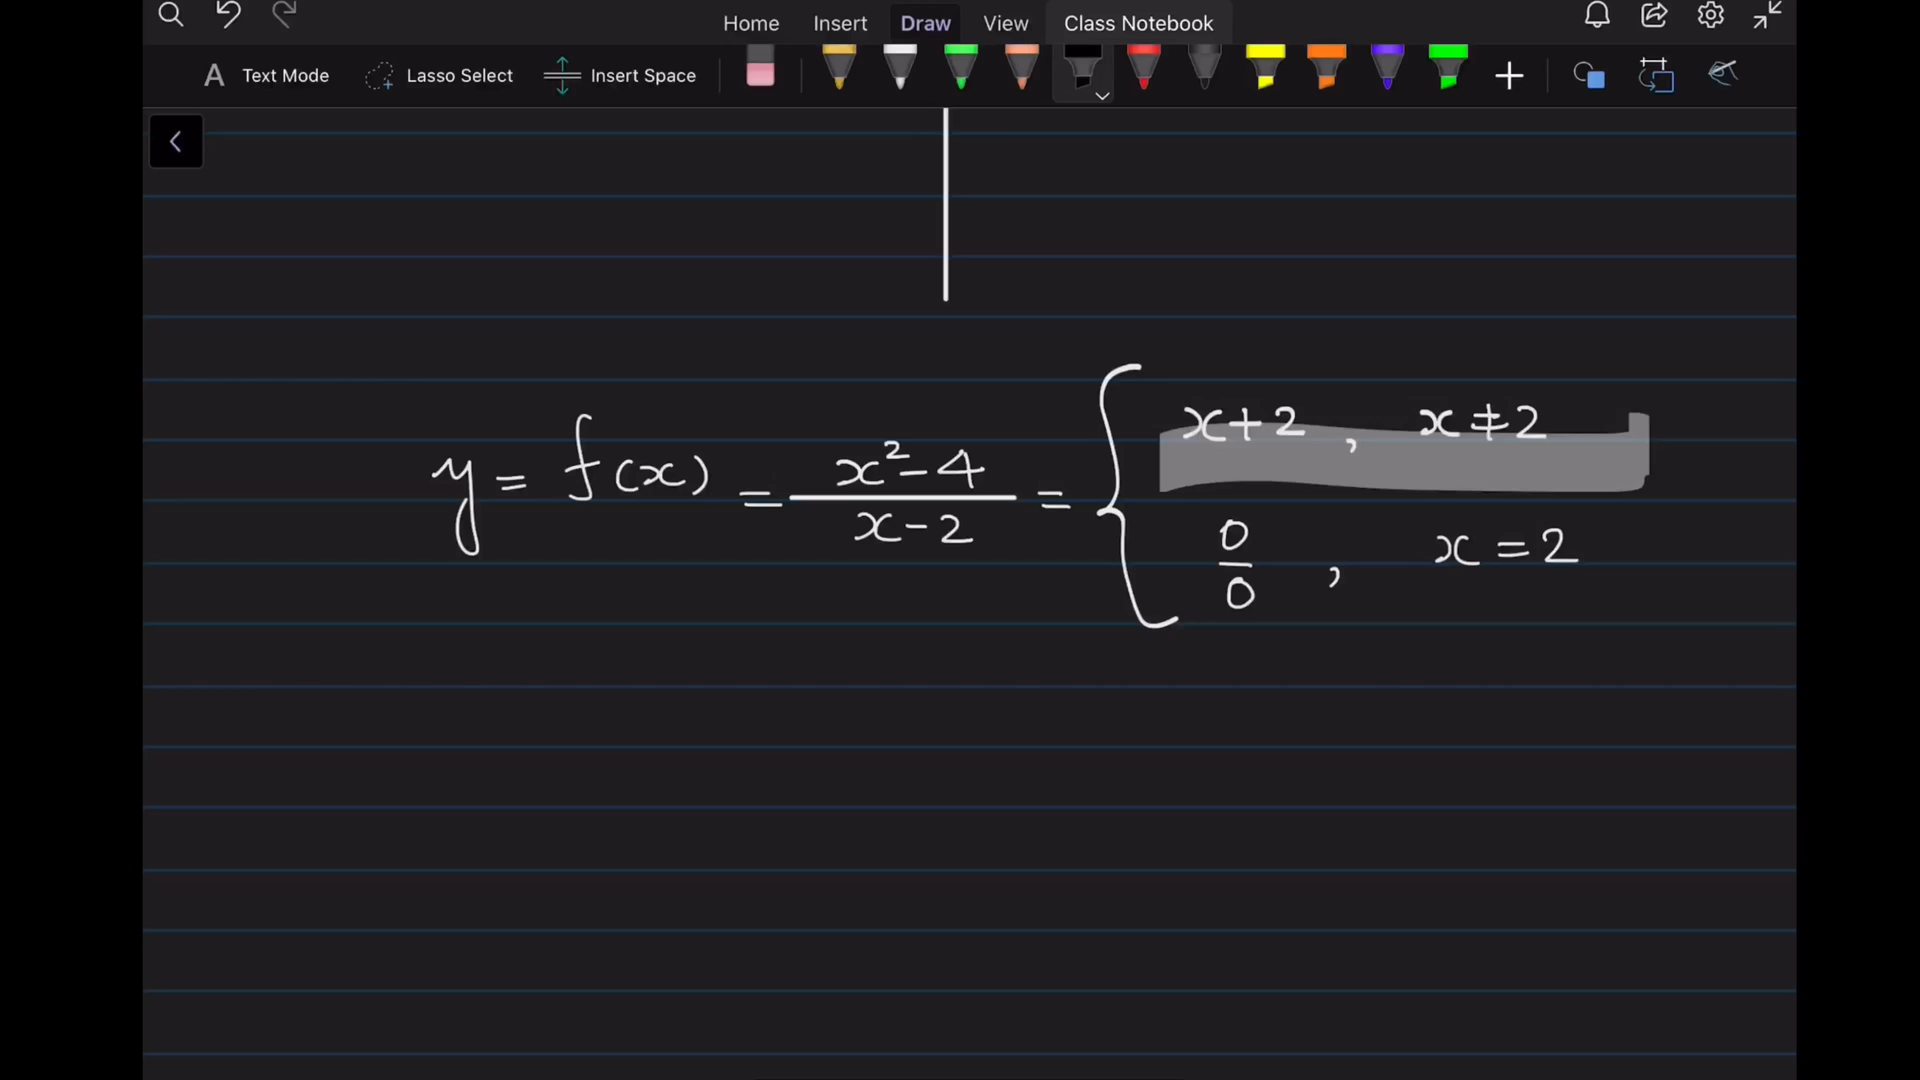 Home Insert Draw View Class Notebook
A Text Mode Lasso Select Insert Space
y = f(x) = x²-4 / x-2 = { x+2 , x≠2
0/0 , x=2